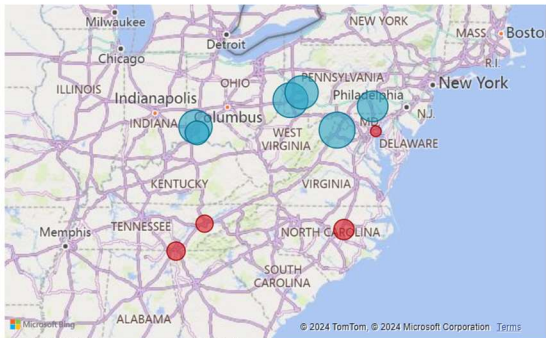 Milwaukee
NEW YORK
MASS.
Boston
Detroit
Chicago
R.I.
ILLINOIS
OHIO
PENNSYLVANIA
New York
Indianapolis
Philadelphia
N.J.
INDIANA
Columbus
MD.
WEST
VIRGINIA
DELAWARE
KENTUCKY
VIRGINIA
TENNESSEE
Memphis
NORTH CAROLINA
SOUTH
CAROLINA
ALABAMA
Microsoft Bing
© 2024 TomTom, © 2024 Microsoft Corporation Terms